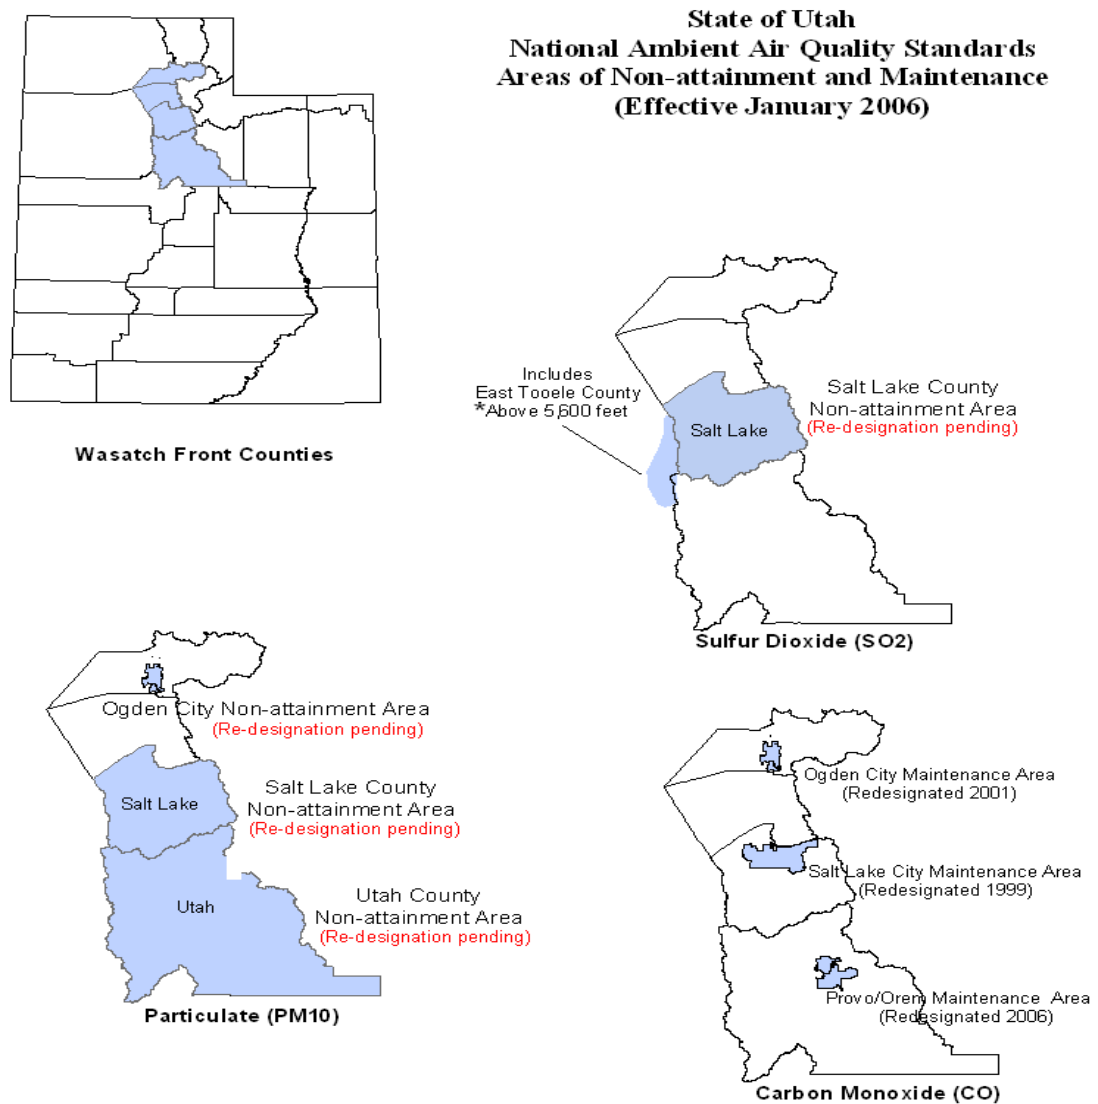 State of Utah
National Ambient Air Quality Standards
Areas of Non-attainment and Maintenance
(Effective January 2006)
Wasatch Front Counties
Includes
East Tooele County
*Above 5,600 feet
Salt Lake
Salt Lake County
Non-attainment Area
(Re-designation pending)
Sulfur Dioxide (SO2)
Ogden City Non-attainment Area
(Re-designation pending)
Salt Lake
Salt Lake County
Non-attainment Area
(Re-designation pending)
Utah
Utah County
Non-attainment Area
(Re-designation pending)
Particulate (PM10)
Ogden City Maintenance Area
(Redesignated 2001)
Salt Lake City Maintenance Area
(Redesignated 1999)
Provo/Orem Maintenance Area
(Redesignated 2006)
Carbon Monoxide (CO)